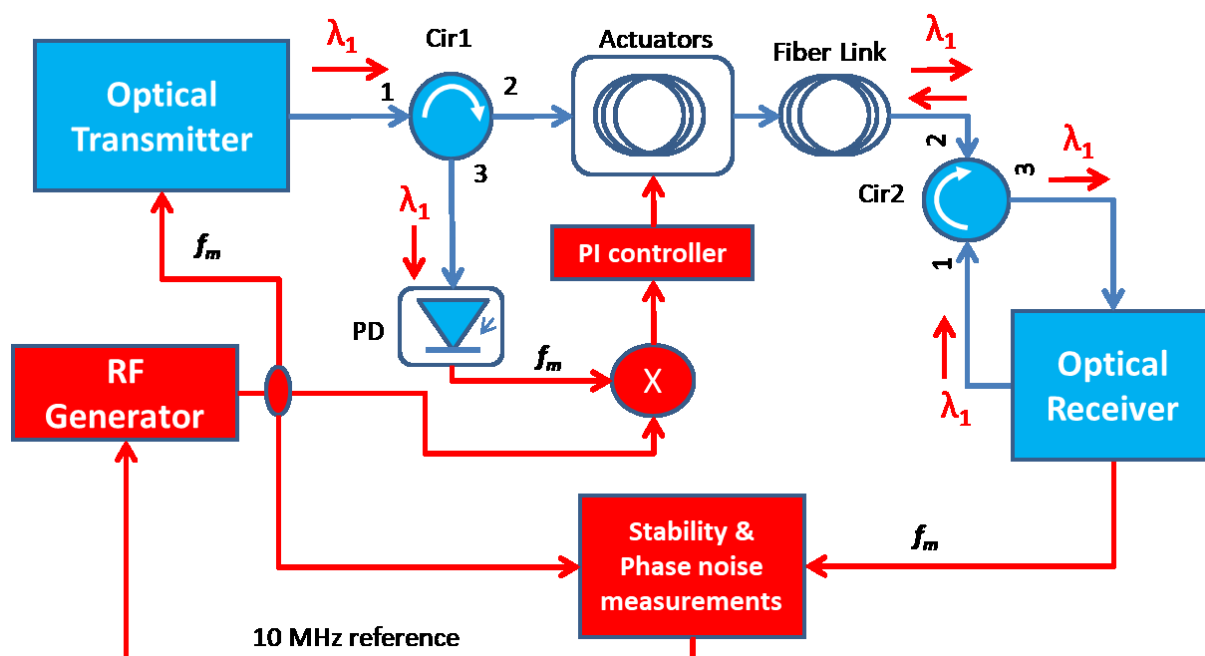 λ1
Cir1
Actuators
Fiber Link
λ1
Optical
Transmitter
1
2
3
2
3
λ1
Cir2
1
λ1
fm
PI controller
PD
fm
X
RF
Generator
λ1
Optical
Receiver
Stability &
Phase noise
measurements
fm
10 MHz reference